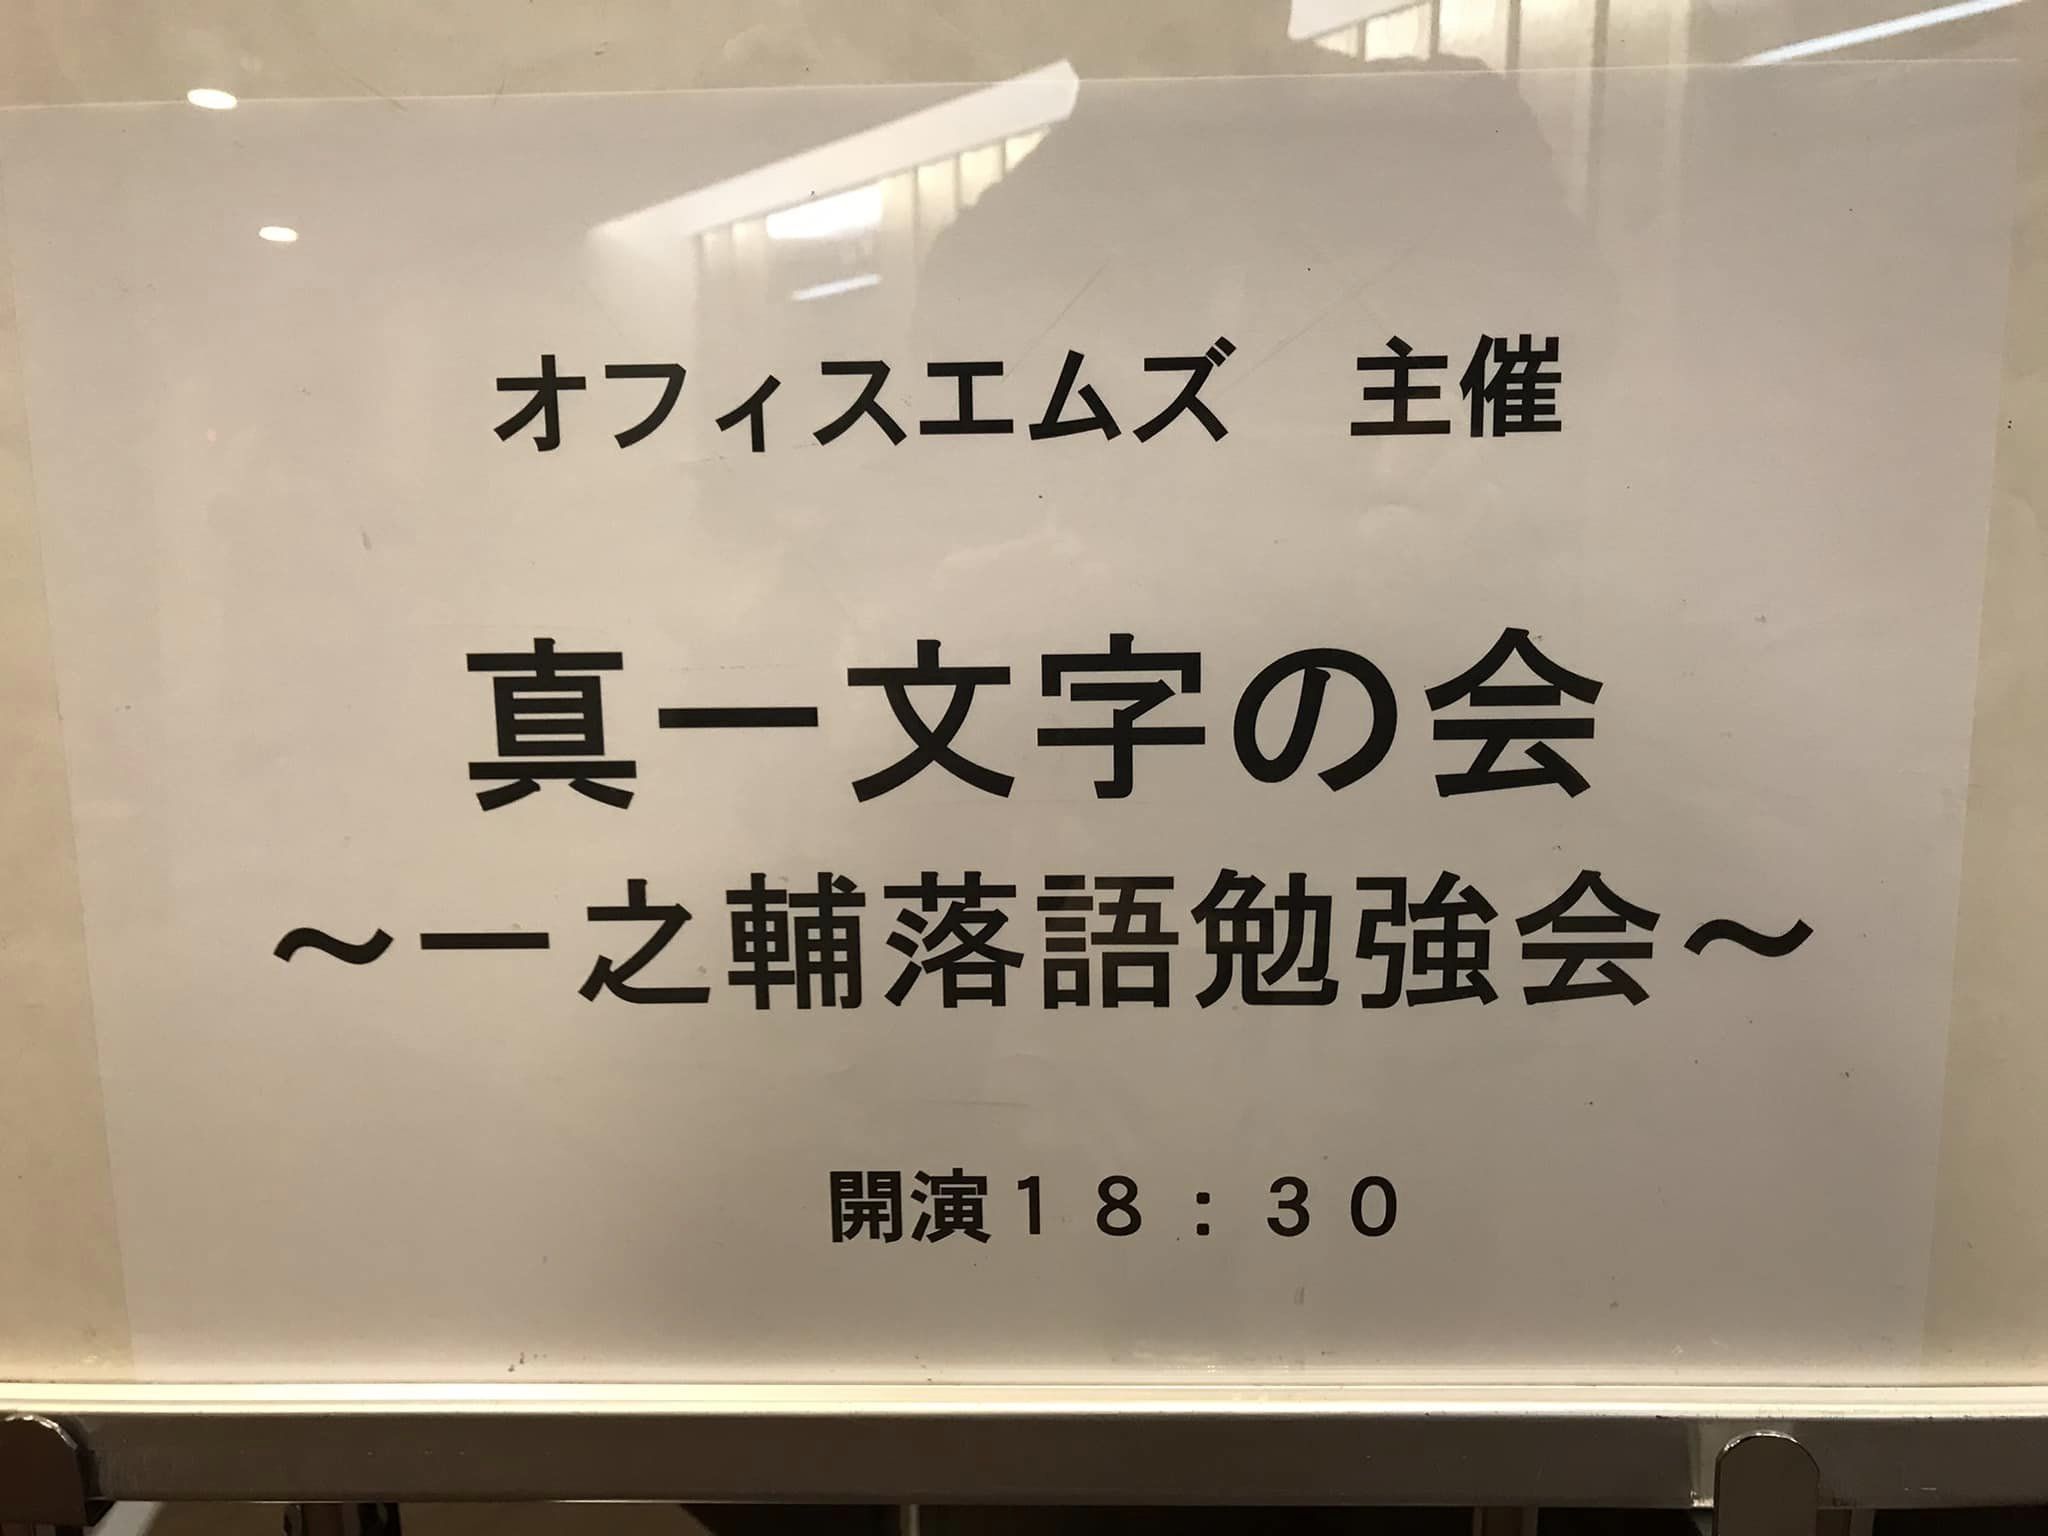 オフィスエムズ　主催
真一文字の会
～一之輔落語勉強会～
開演１８：３０